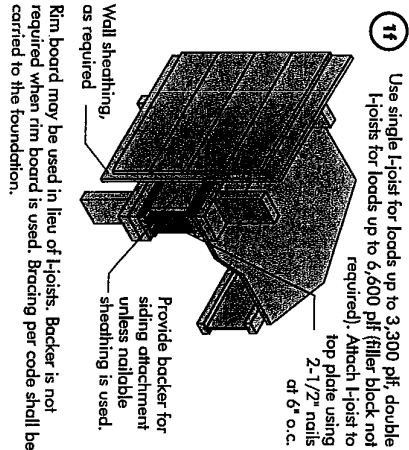 1f
Use single I-joist for loads up to 3,300 plf, double
I-joists for loads up to 6,600 plf (filler block not
required). Attach I-joist to
top plate using
2-1/2" nails
at 6" o.c.
Wall sheathing,
as required
Provide backer for
siding attachment
unless nailable
sheathing is used.
Rim board may be used in lieu of I-joists. Backer is not
required when rim board is used. Bracing per code shall be
carried to the foundation.